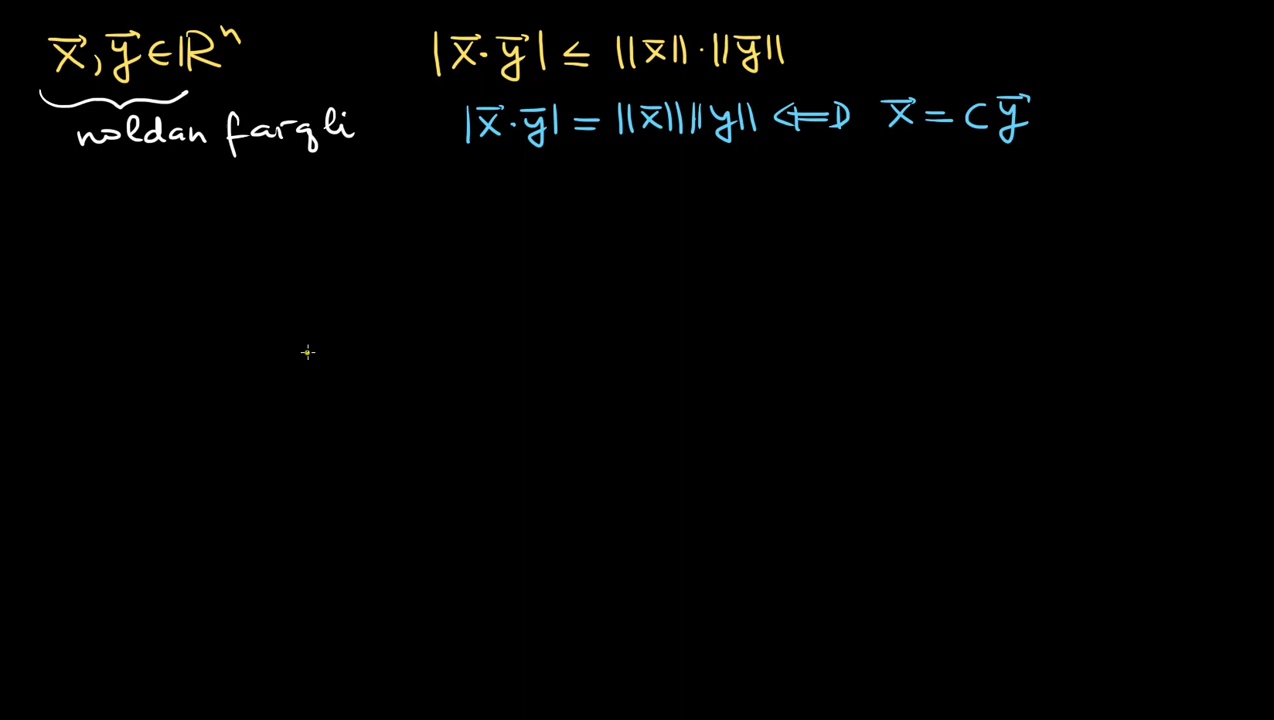 x⃗, y⃗ ∈ ℝⁿ |x⃗ · y⃗| ≤ ||x̅|| · ||y̅||
noldan farqli |x⃗ · y̅| = ||x̅|| ||y|| ⟺ x⃗ = C y⃗